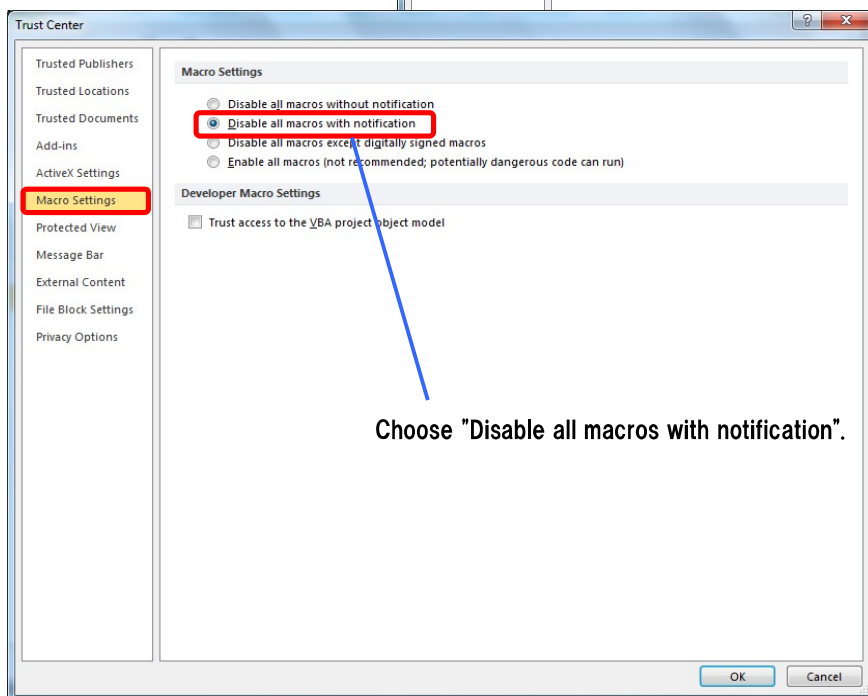 Trust Center
Trusted Publishers
Trusted Locations
Trusted Documents
Add-ins
ActiveX Settings
Macro Settings
Protected View
Message Bar
External Content
File Block Settings
Privacy Options
Macro Settings
Disable all macros without notification
Disable all macros with notification
Disable all macros except digitally signed macros
Enable all macros (not recommended; potentially dangerous code can run)
Developer Macro Settings
Trust access to the VBA project object model
Choose "Disable all macros with notification".
OK
Cancel